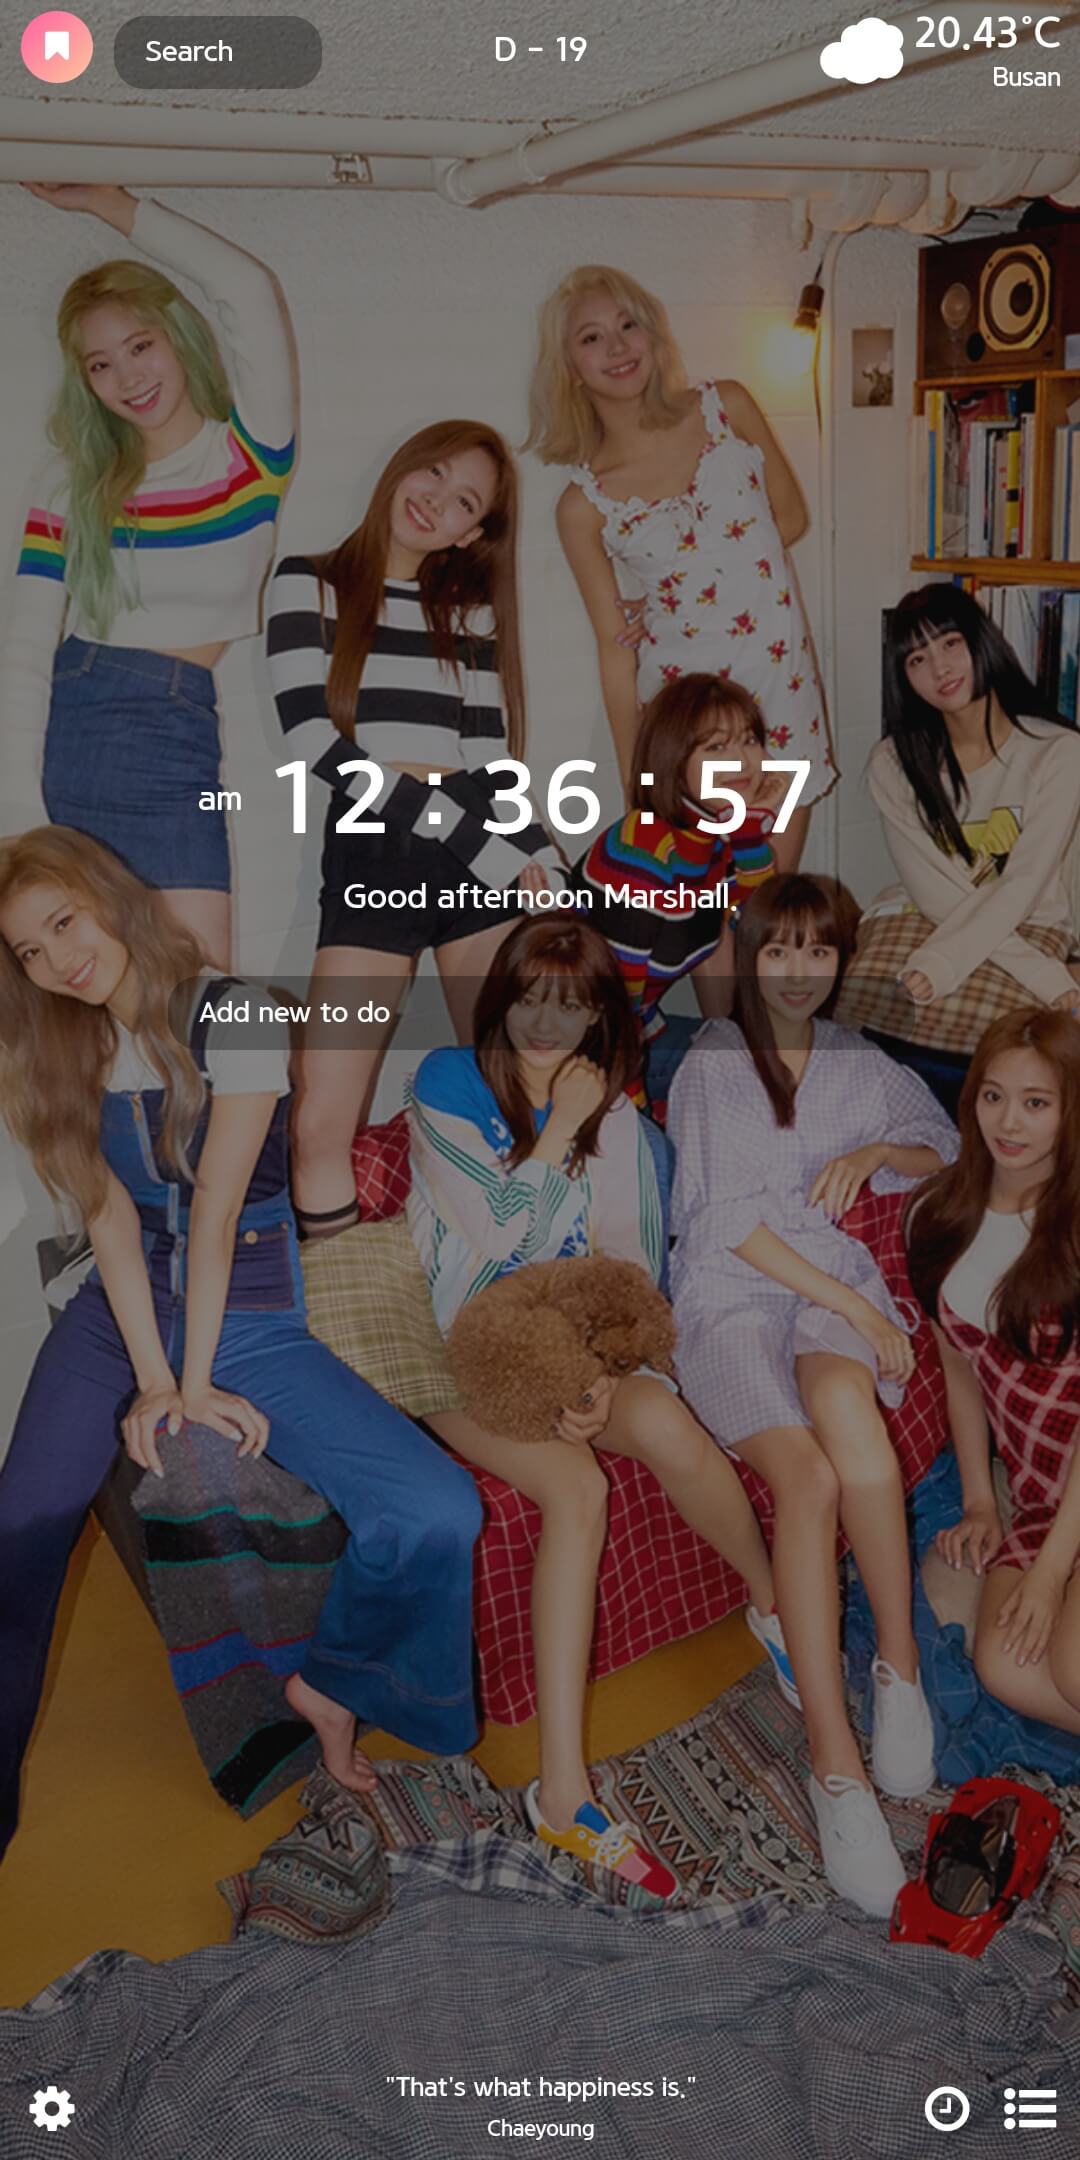 Search
D - 19
20.43°C
Busan
am 12 : 36 : 57
Good afternoon Marshall.
Add new to do
"That's what happiness is."
Chaeyoung